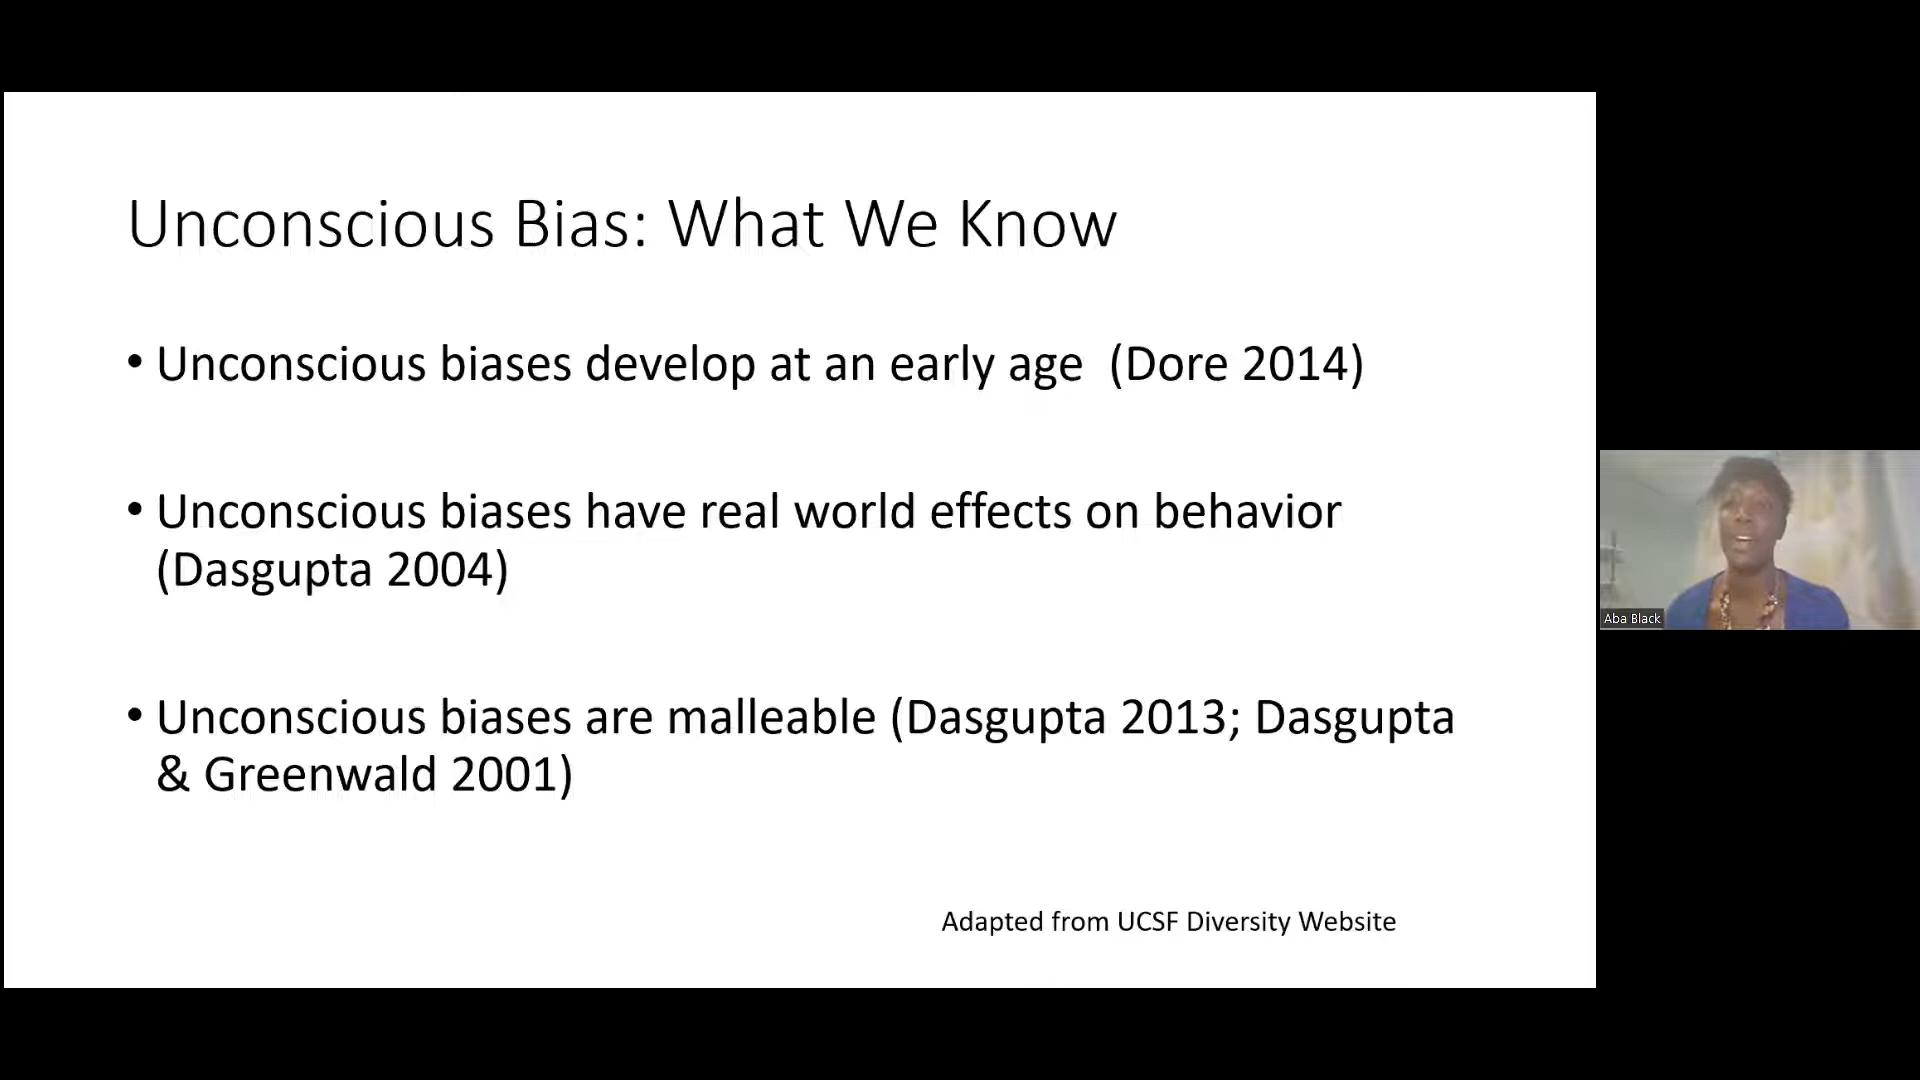 Unconscious Bias: What We Know
• Unconscious biases develop at an early age  (Dore 2014)
• Unconscious biases have real world effects on behavior
(Dasgupta 2004)
• Unconscious biases are malleable (Dasgupta 2013; Dasgupta
& Greenwald 2001)
Adapted from UCSF Diversity Website
Aba Black